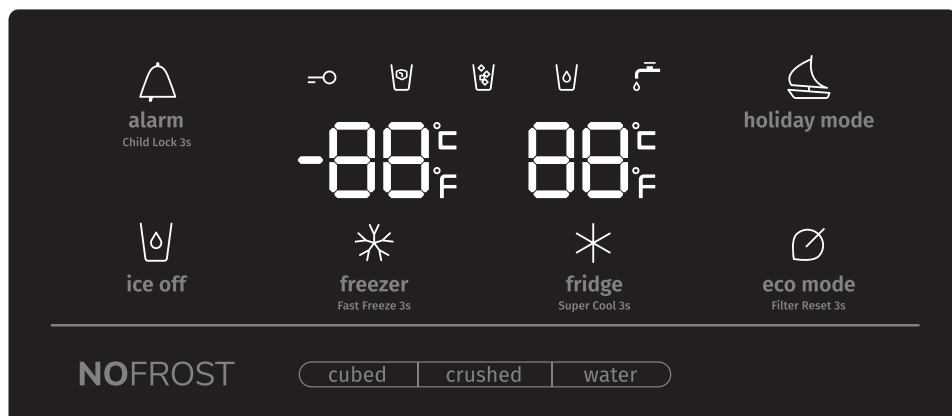 alarm
Child Lock 3s
holiday mode
-88°C °F
88°C °F
ice off
freezer
Fast Freeze 3s
fridge
Super Cool 3s
eco mode
Filter Reset 3s
NOFROST
cubed
crushed
water